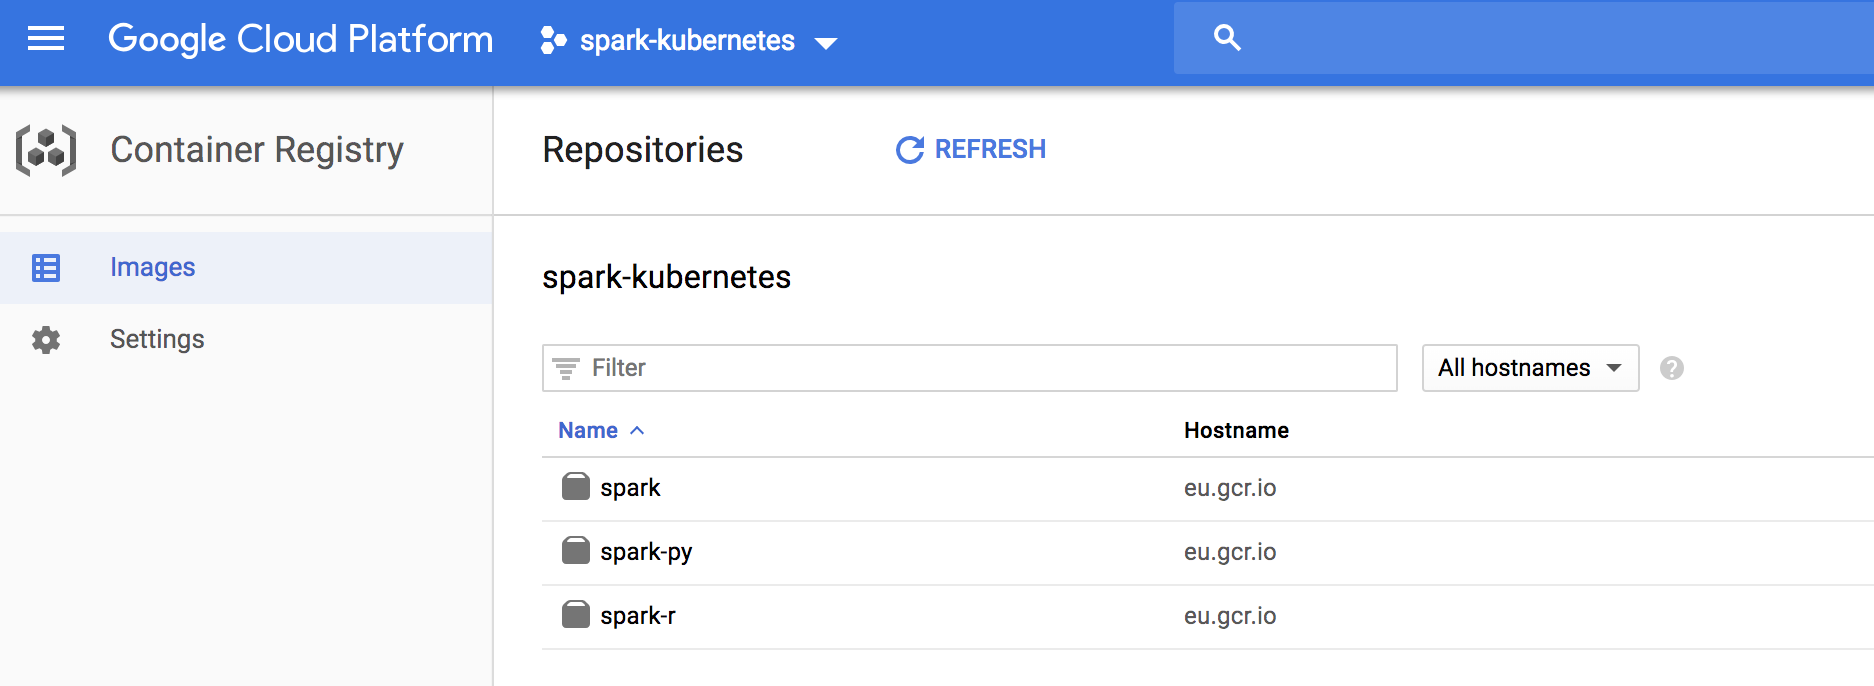 Google Cloud Platform spark-kubernetes
Container Registry
Repositories REFRESH
Images
Settings
spark-kubernetes
Filter All hostnames ?
Name Hostname
spark eu.gcr.io
spark-py eu.gcr.io
spark-r eu.gcr.io